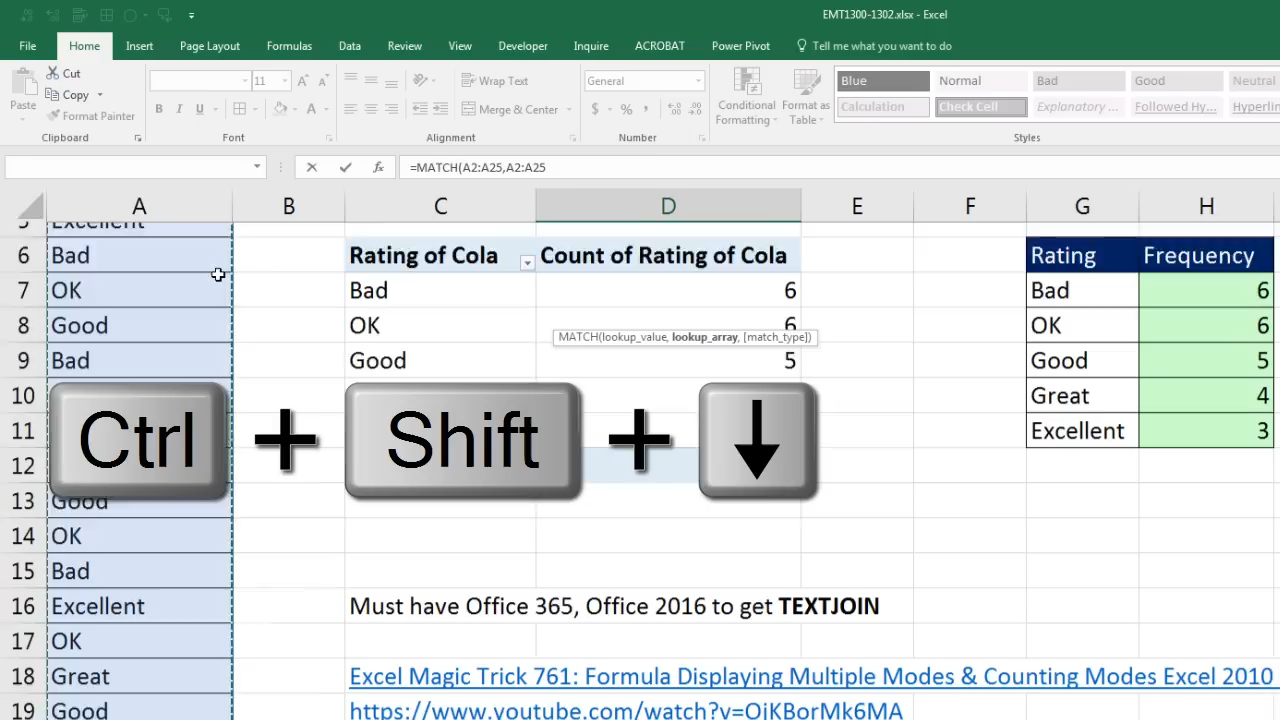 EMT1300-1302.xlsx - Excel
File Home Insert Page Layout Formulas Data Review View Developer Inquire ACROBAT Power Pivot Tell me what you want to do
Cut
Copy
Format Painter
Paste
11
Wrap Text
Merge & Center
General
$ % ,
Conditional Formatting
Format as Table
Blue Normal Bad Good Neutral
Calculation Check Cell Explanatory ... Followed Hy... Hyperlin
Clipboard Font Alignment Number Styles
=MATCH(A2:A25,A2:A25
A B C D E F G H
5 Excellent
6 Bad Rating of Cola Count of Rating of Cola Rating Frequency
7 OK Bad 6 Bad 6
8 Good OK 6 OK 6
MATCH(lookup_value, lookup_array, [match_type])
9 Bad Good 5 Good 5
10 Great 4
11 Excellent 3
Ctrl + Shift + ↓
12
13 Good
14 OK
15 Bad
16 Excellent Must have Office 365, Office 2016 to get TEXTJOIN
17 OK
18 Great Excel Magic Trick 761: Formula Displaying Multiple Modes & Counting Modes Excel 2010
19 Good https://www.youtube.com/watch?v=OjKBorMk6MA